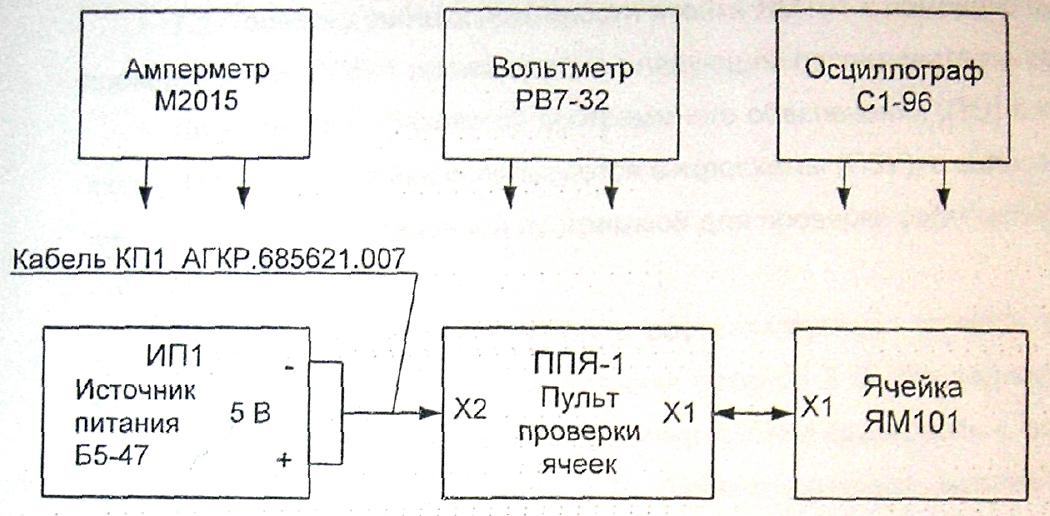 Амперметр
М2015
Вольтметр
РВ7-32
Осциллограф
С1-96
Кабель КП1 АГКР.685621.007
ИП1
Источник
питания
Б5-47
5 В
-
+
ППЯ-1
Пульт
проверки
ячеек
Х2
Х1
Х1
Ячейка
ЯМ101